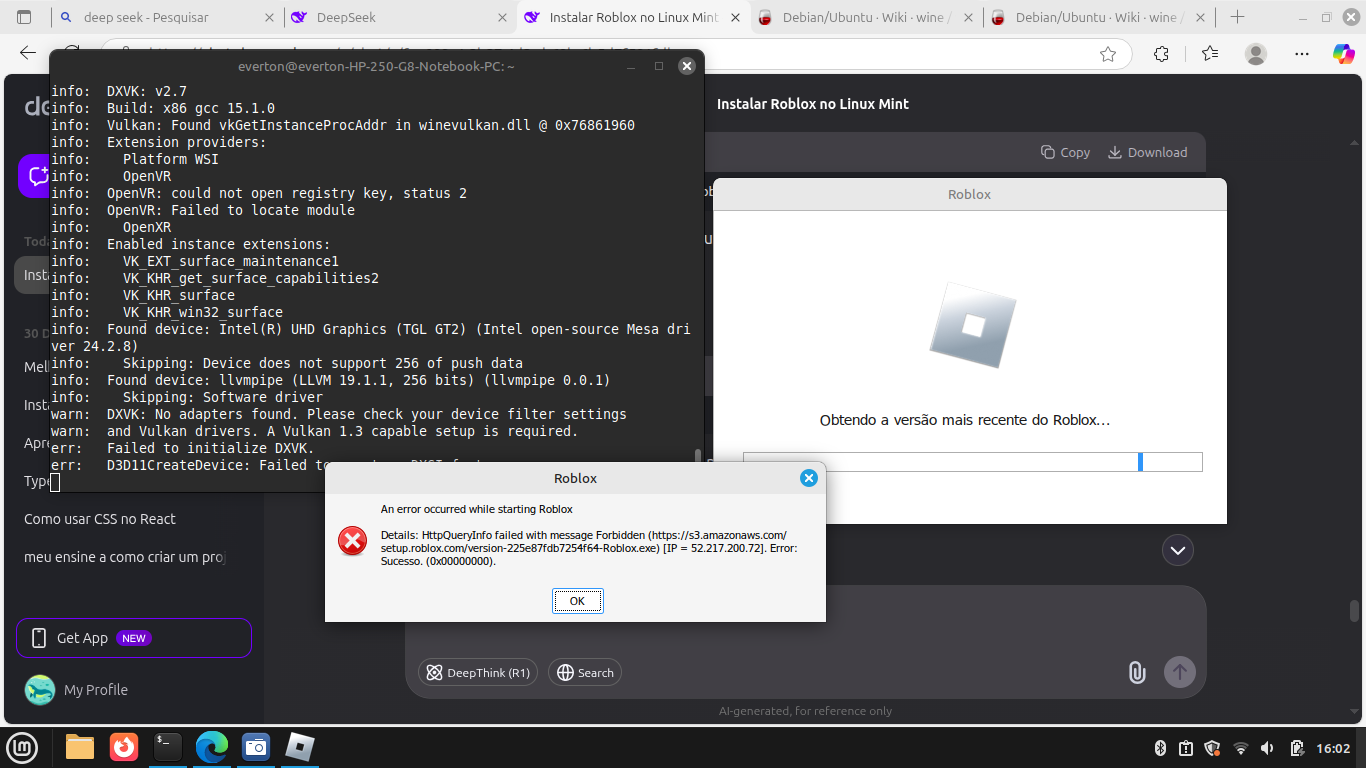 deep seek - Pesquisar
DeepSeek
Instalar Roblox no Linux Mint
Debian/Ubuntu · Wiki · wine /
Debian/Ubuntu · Wiki · wine /
everton@everton-HP-250-G8-Notebook-PC: ~
info:  DXVK: v2.7
info:  Build: x86 gcc 15.1.0
info:  Vulkan: Found vkGetInstanceProcAddr in winevulkan.dll @ 0x76861960
info:  Extension providers:
info:    Platform WSI
info:    OpenVR
info:  OpenVR: could not open registry key, status 2
info:  OpenVR: Failed to locate module
info:    OpenXR
info:  Enabled instance extensions:
info:    VK_EXT_surface_maintenance1
info:    VK_KHR_get_surface_capabilities2
info:    VK_KHR_surface
info:    VK_KHR_win32_surface
info:  Found device: Intel(R) UHD Graphics (TGL GT2) (Intel open-source Mesa dri
ver 24.2.8)
info:    Skipping: Device does not support 256 of push data
info:  Found device: llvmpipe (LLVM 19.1.1, 256 bits) (llvmpipe 0.0.1)
info:    Skipping: Software driver
warn:  DXVK: No adapters found. Please check your device filter settings
warn:  and Vulkan drivers. A Vulkan 1.3 capable setup is required.
err:   Failed to initialize DXVK.
err:   D3D11CreateDevice: Failed to
Instalar Roblox no Linux Mint
Copy
Download
Roblox
Obtendo a versão mais recente do Roblox...
Roblox
An error occurred while starting Roblox
Details: HttpQueryInfo failed with message Forbidden (https://s3.amazonaws.com/
setup.roblox.com/version-225e87fdb7254f64-Roblox.exe) [IP = 52.217.200.72]. Error:
Sucesso. (0x00000000).
OK
de
Toda
Insta
30 D
Mell
Insta
Apre
Type
Como usar CSS no React
meu ensine a como criar um proj
Get App
NEW
My Profile
DeepThink (R1)
Search
AI-generated, for reference only
16:02